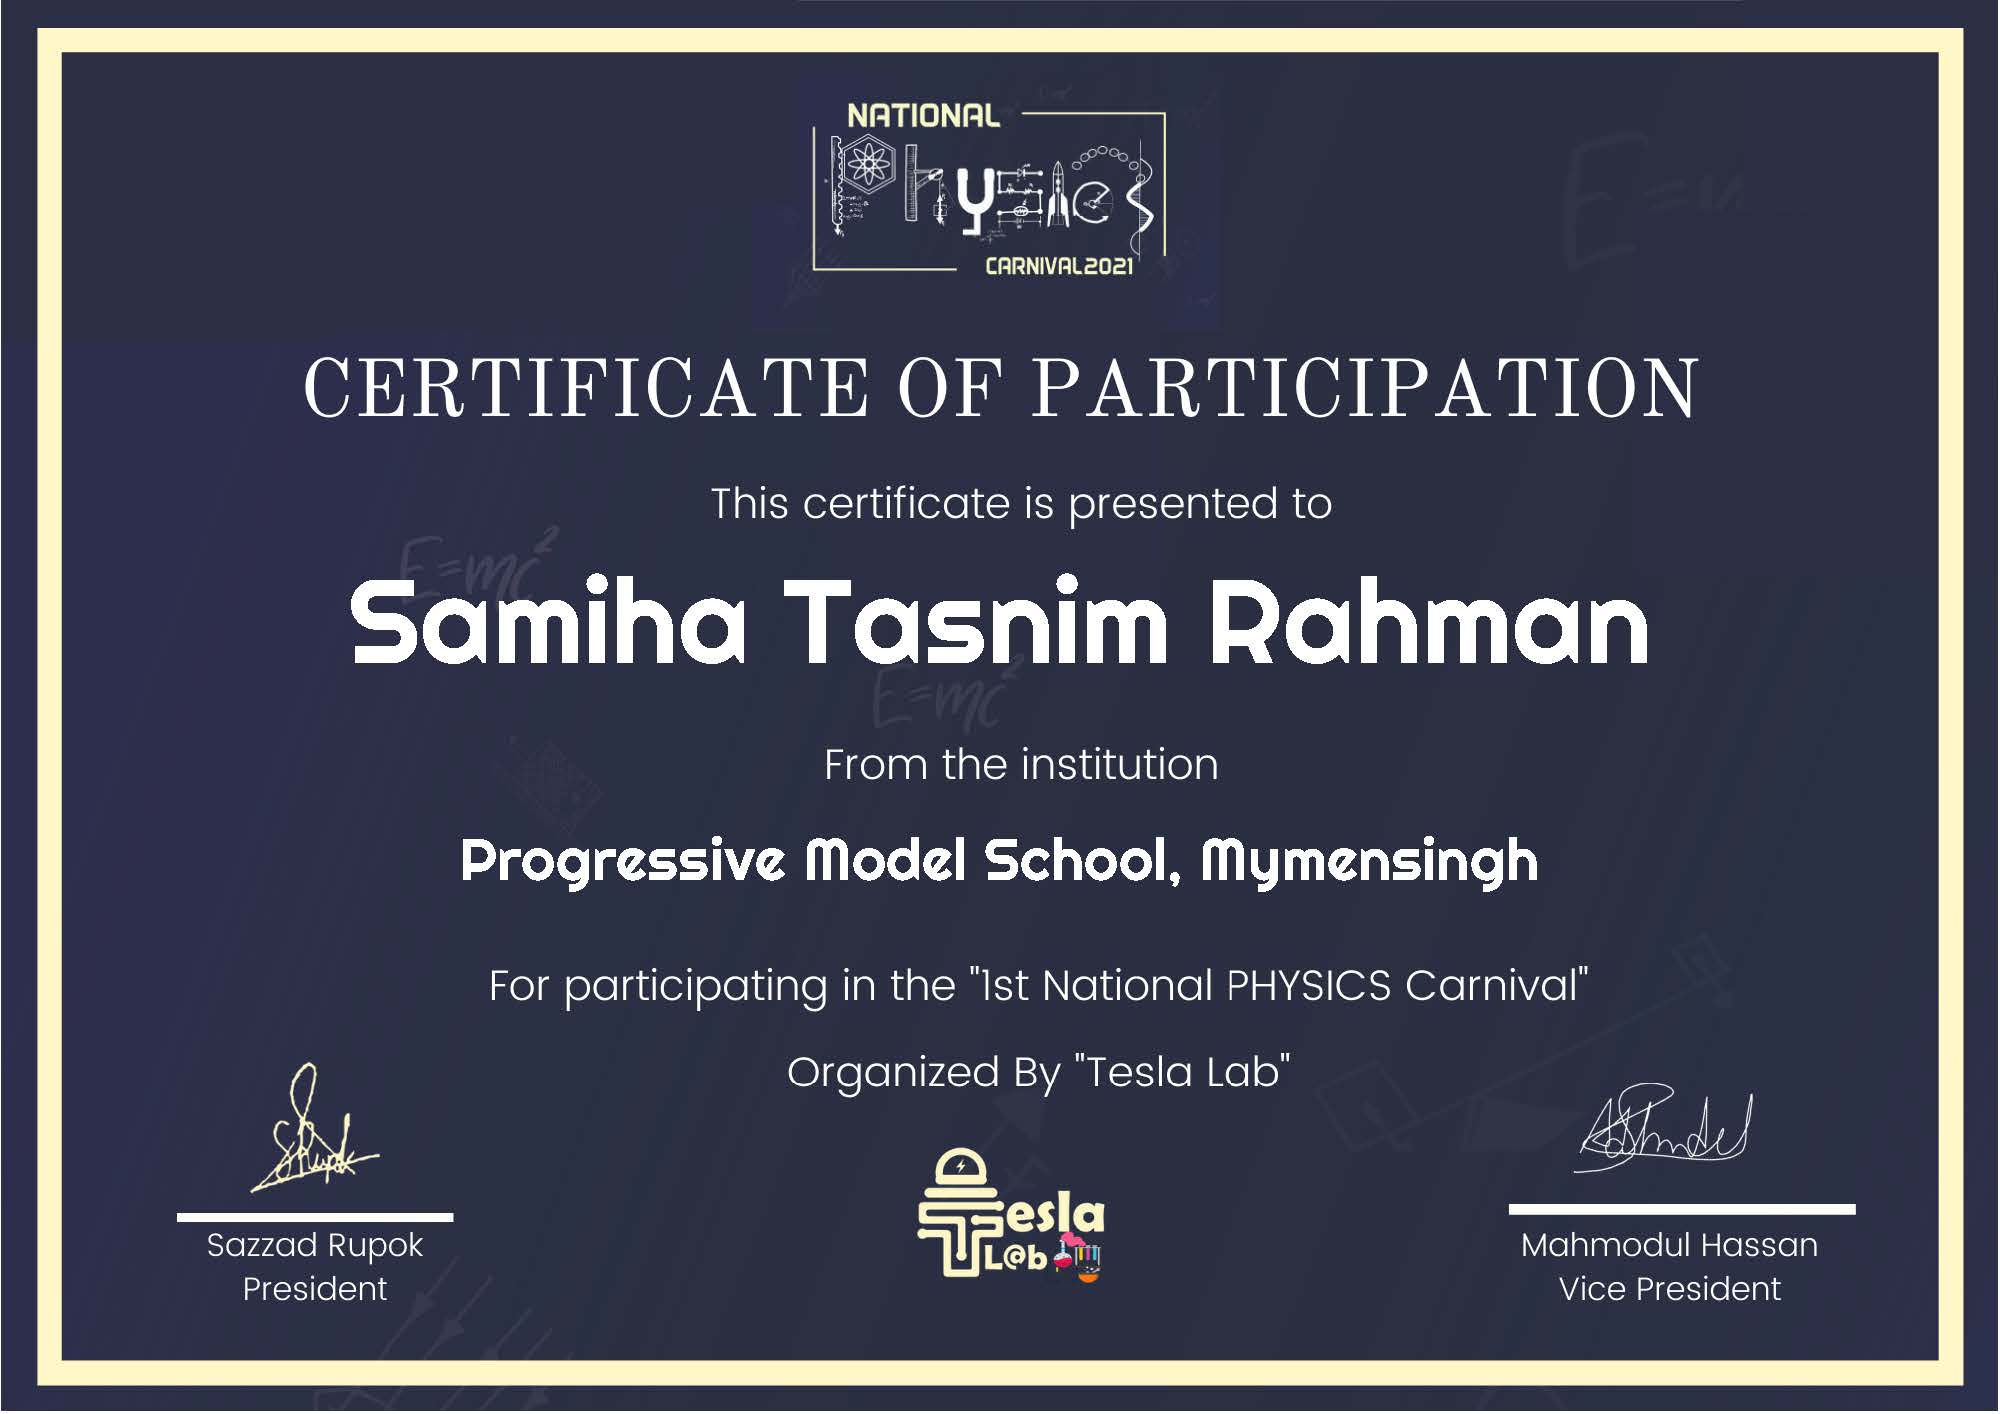 NATIONAL
PhYSICS
CARNIVAL2021
E=m
CERTIFICATE OF PARTICIPATION
This certificate is presented to
E=mc²
Samiha Tasnim Rahman
E=mc²
From the institution
Progressive Model School, Mymensingh
For participating in the "1st National PHYSICS Carnival"
Organized By "Tesla Lab"
Tesla
L@b
Sazzad Rupok
President
Mahmodul Hassan
Vice President